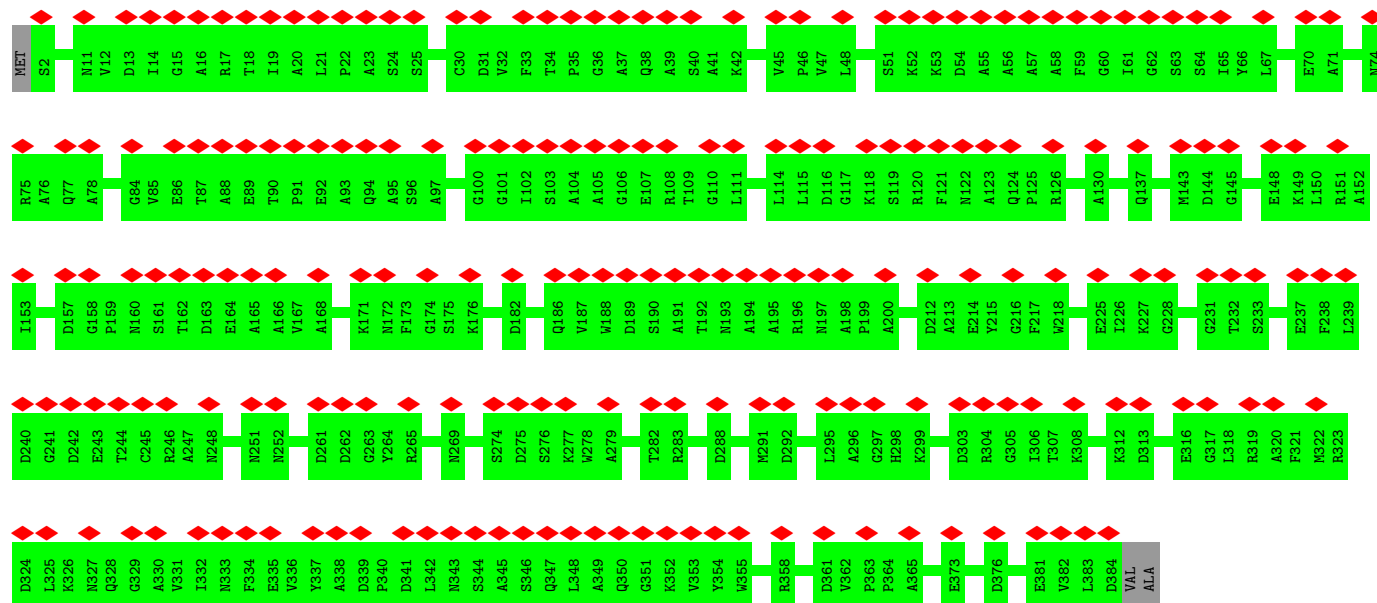 MET S2 N11 V12 D13 I14 G15 A16 R17 T18 I19 A20 L21 P22 A23 S24 S25 C30 D31 V32 F33 T34 P35 G36 A37 Q38 A39 S40 A41 K42 V45 P46 V47 L48 S51 K52 K53 D54 A55 A56 A57 A58 F59 G60 I61 G62 S63 S64 I65 Y66 L67 E70 A71 N74
R75 A76 Q77 A78 G84 V85 E86 T87 A88 E89 T90 P91 E92 A93 Q94 A95 S96 A97 G100 G101 I102 S103 A104 A105 G106 E107 R108 T109 G110 L111 L114 L115 D116 G117 K118 S119 R120 F121 N122 A123 Q124 P125 R126 A130 Q137 M143 D144 G145 E148 K149 L150 R151 A152
I153 D157 G158 P159 N160 S161 T162 D163 E164 A165 A166 V167 A168 K171 N172 F173 G174 S175 K176 D182 Q186 V187 W188 D189 S190 A191 T192 N193 A194 A195 R196 N197 A198 P199 A200 D212 A213 E214 Y215 G216 F217 W218 E225 I226 K227 G228 G231 T232 S233 E237 F238 L239
D240 G241 D242 E243 T244 C245 R246 A247 N248 N251 N252 D261 D262 G263 Y264 R265 N269 S274 D275 S276 K277 W278 A279 T282 R283 D288 M291 D292 L295 A296 G297 H298 K299 D303 R304 G305 I306 T307 K308 K312 D313 E316 G317 L318 R319 A320 F321 M322 R323
D324 L325 K326 N327 Q328 G329 A330 V331 I332 N333 F334 E335 V336 Y337 A338 D339 P340 D341 L342 N343 S344 A345 S346 Q347 L348 A349 Q350 G351 K352 V353 Y354 W355 R358 D361 V362 P363 P364 A365 E373 D376 E381 V382 L383 D384 VAL ALA